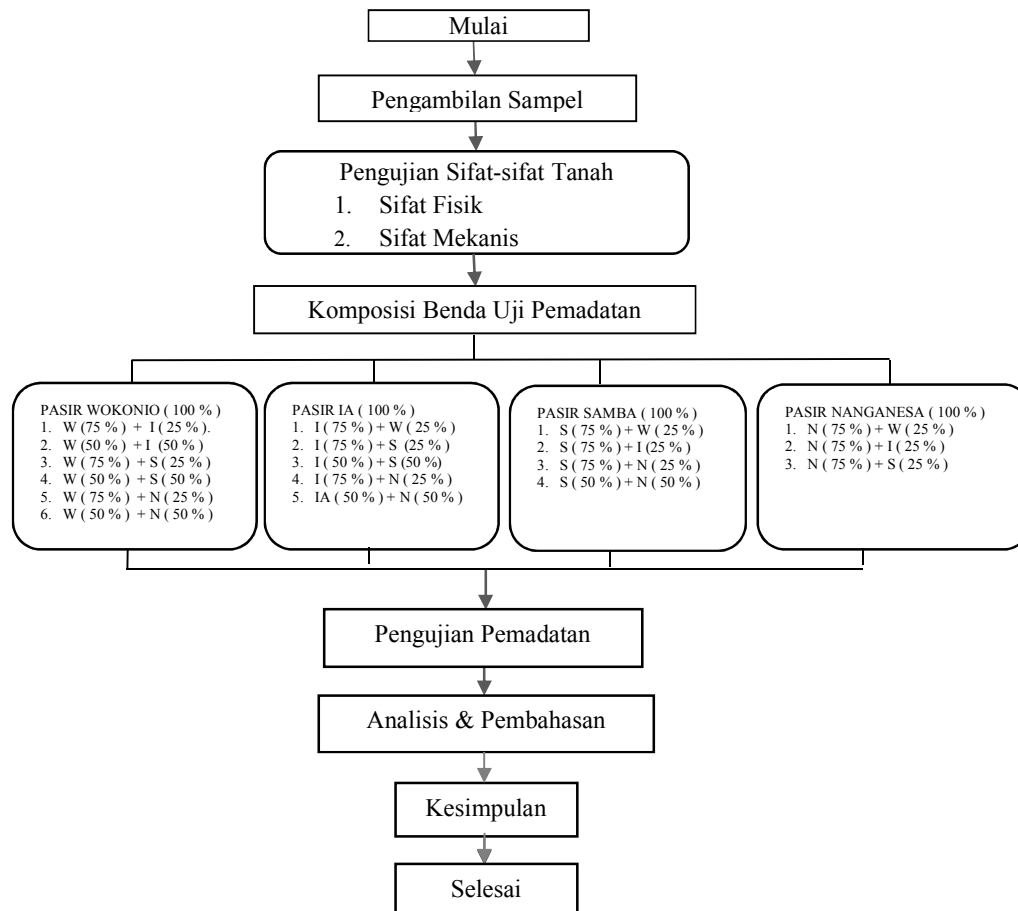 Mulai
Pengambilan Sampel
Pengujian Sifat-sifat Tanah
1. Sifat Fisik
2. Sifat Mekanis
Komposisi Benda Uji Pemadatan
PASIR WOKONIO ( 100 % )
1. W (75 % ) + I ( 25 % ).
2. W (50 % ) + I (50 % )
3. W ( 75 % ) + S ( 25 % )
4. W ( 50 % ) + S ( 50 % )
5. W ( 75 % ) + N ( 25 % )
6. W ( 50 % ) + N ( 50 % )
PASIR IA ( 100 % )
1. I ( 75 % ) + W ( 25 % )
2. I ( 75 % ) + S ( 25 % )
3. I ( 50 % ) + S (50 % )
4. I ( 75 % ) + N ( 25 % )
5. IA ( 50 % ) + N ( 50 % )
PASIR SAMBA ( 100 % )
1. S ( 75 % ) + W ( 25 % )
2. S ( 75 % ) + I (25 % )
3. S ( 75 % ) + N ( 25 % )
4. S ( 50 % ) + N ( 50 % )
PASIR NANGANESA ( 100 % )
1. N ( 75 % ) + W ( 25 % )
2. N ( 75 % ) + I ( 25 % )
3. N ( 75 % ) + S ( 25 % )
Pengujian Pemadatan
Analisis & Pembahasan
Kesimpulan
Selesai